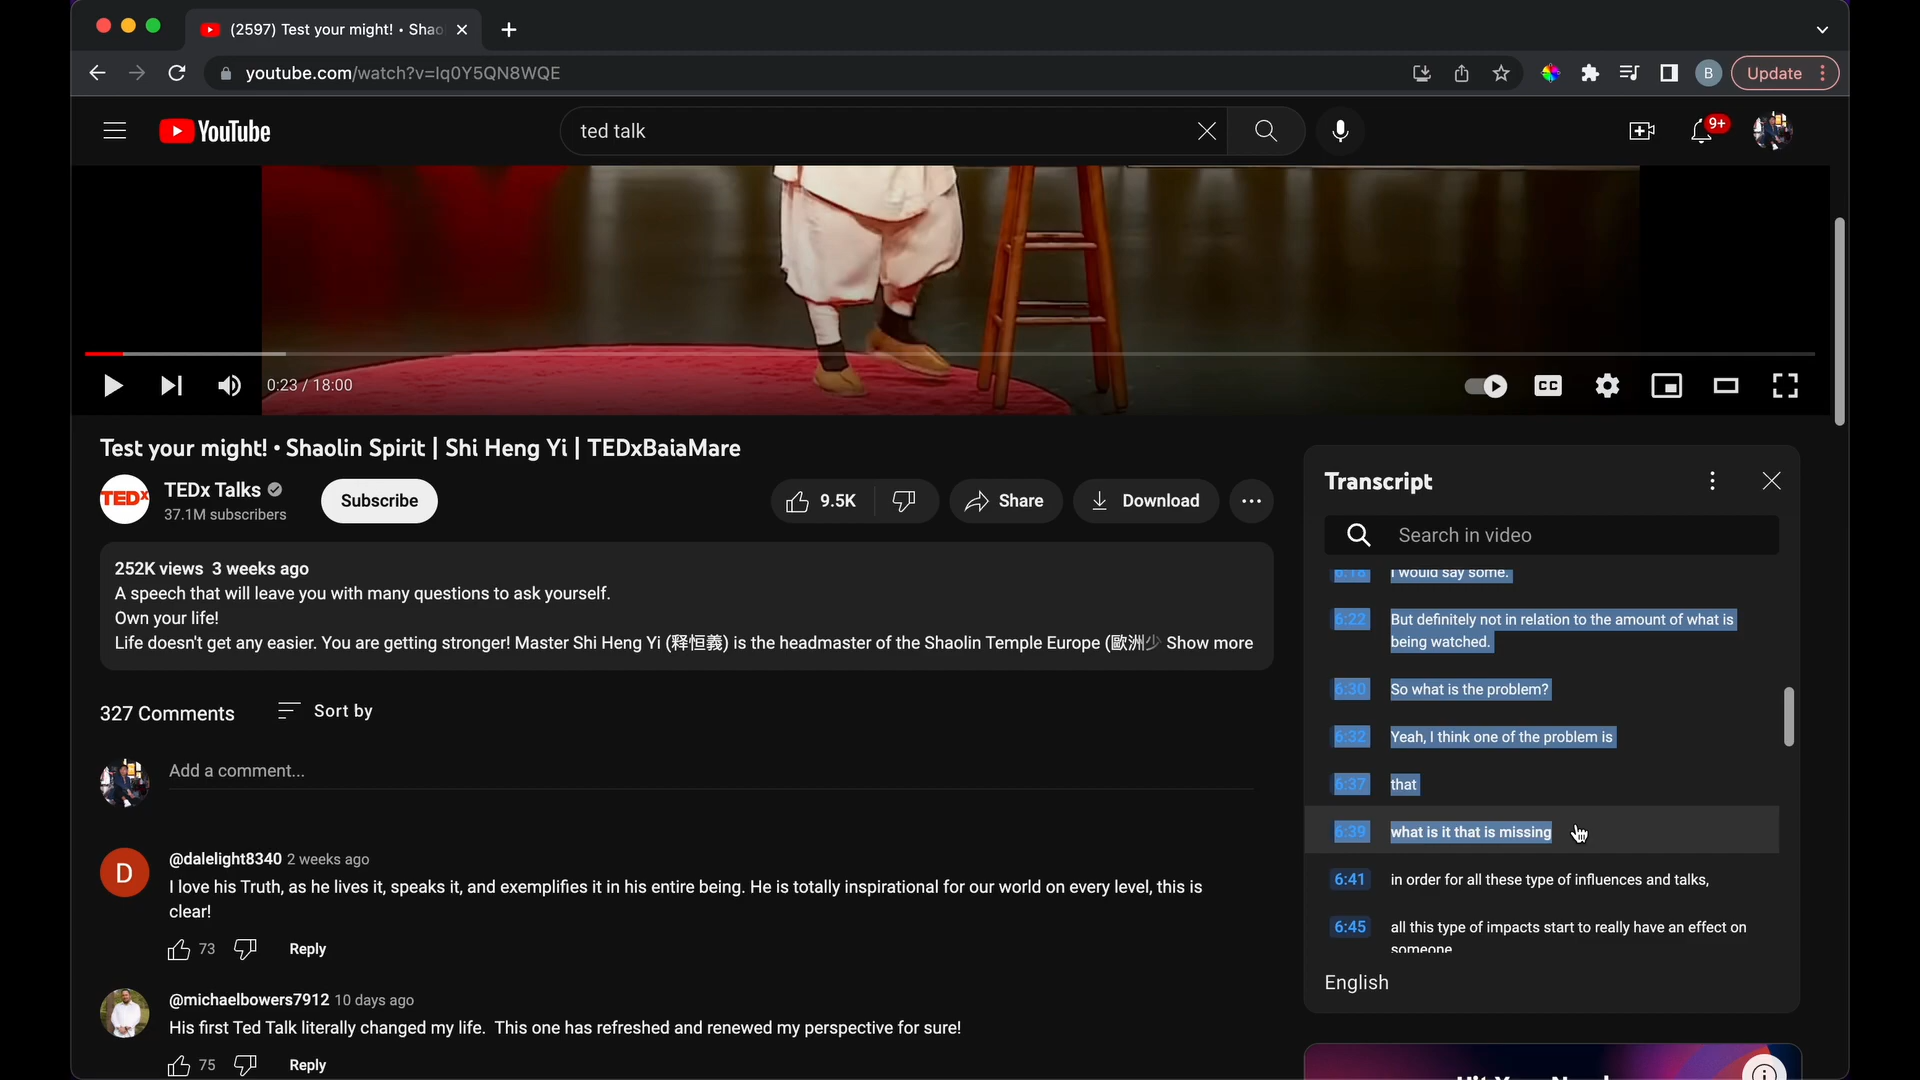 (2597) Test your might! • Shao
youtube.com/watch?v=Iq0Y5QN8WQE
B
Update
YouTube
ted talk
9+
0:23 / 18:00
CC
Test your might! • Shaolin Spirit | Shi Heng Yi | TEDxBaiaMare
TEDx
TEDx Talks
37.1M subscribers
Subscribe
9.5K
Share
Download
252K views 3 weeks ago
A speech that will leave you with many questions to ask yourself.
Own your life!
Life doesn't get any easier. You are getting stronger! Master Shi Heng Yi (释恒義) is the headmaster of the Shaolin Temple Europe (歐洲少 Show more
327 Comments
Sort by
Add a comment...
D
@dalelight8340 2 weeks ago
I love his Truth, as he lives it, speaks it, and exemplifies it in his entire being. He is totally inspirational for our world on every level, this is
clear!
73
Reply
@michaelbowers7912 10 days ago
His first Ted Talk literally changed my life. This one has refreshed and renewed my perspective for sure!
75
Reply
Transcript
Search in video
6:18 I would say some.
6:22 But definitely not in relation to the amount of what is
being watched.
6:30 So what is the problem?
6:32 Yeah, I think one of the problem is
6:37 that
6:39 what is it that is missing
6:41 in order for all these type of influences and talks,
6:45 all this type of impacts start to really have an effect on
someone
English